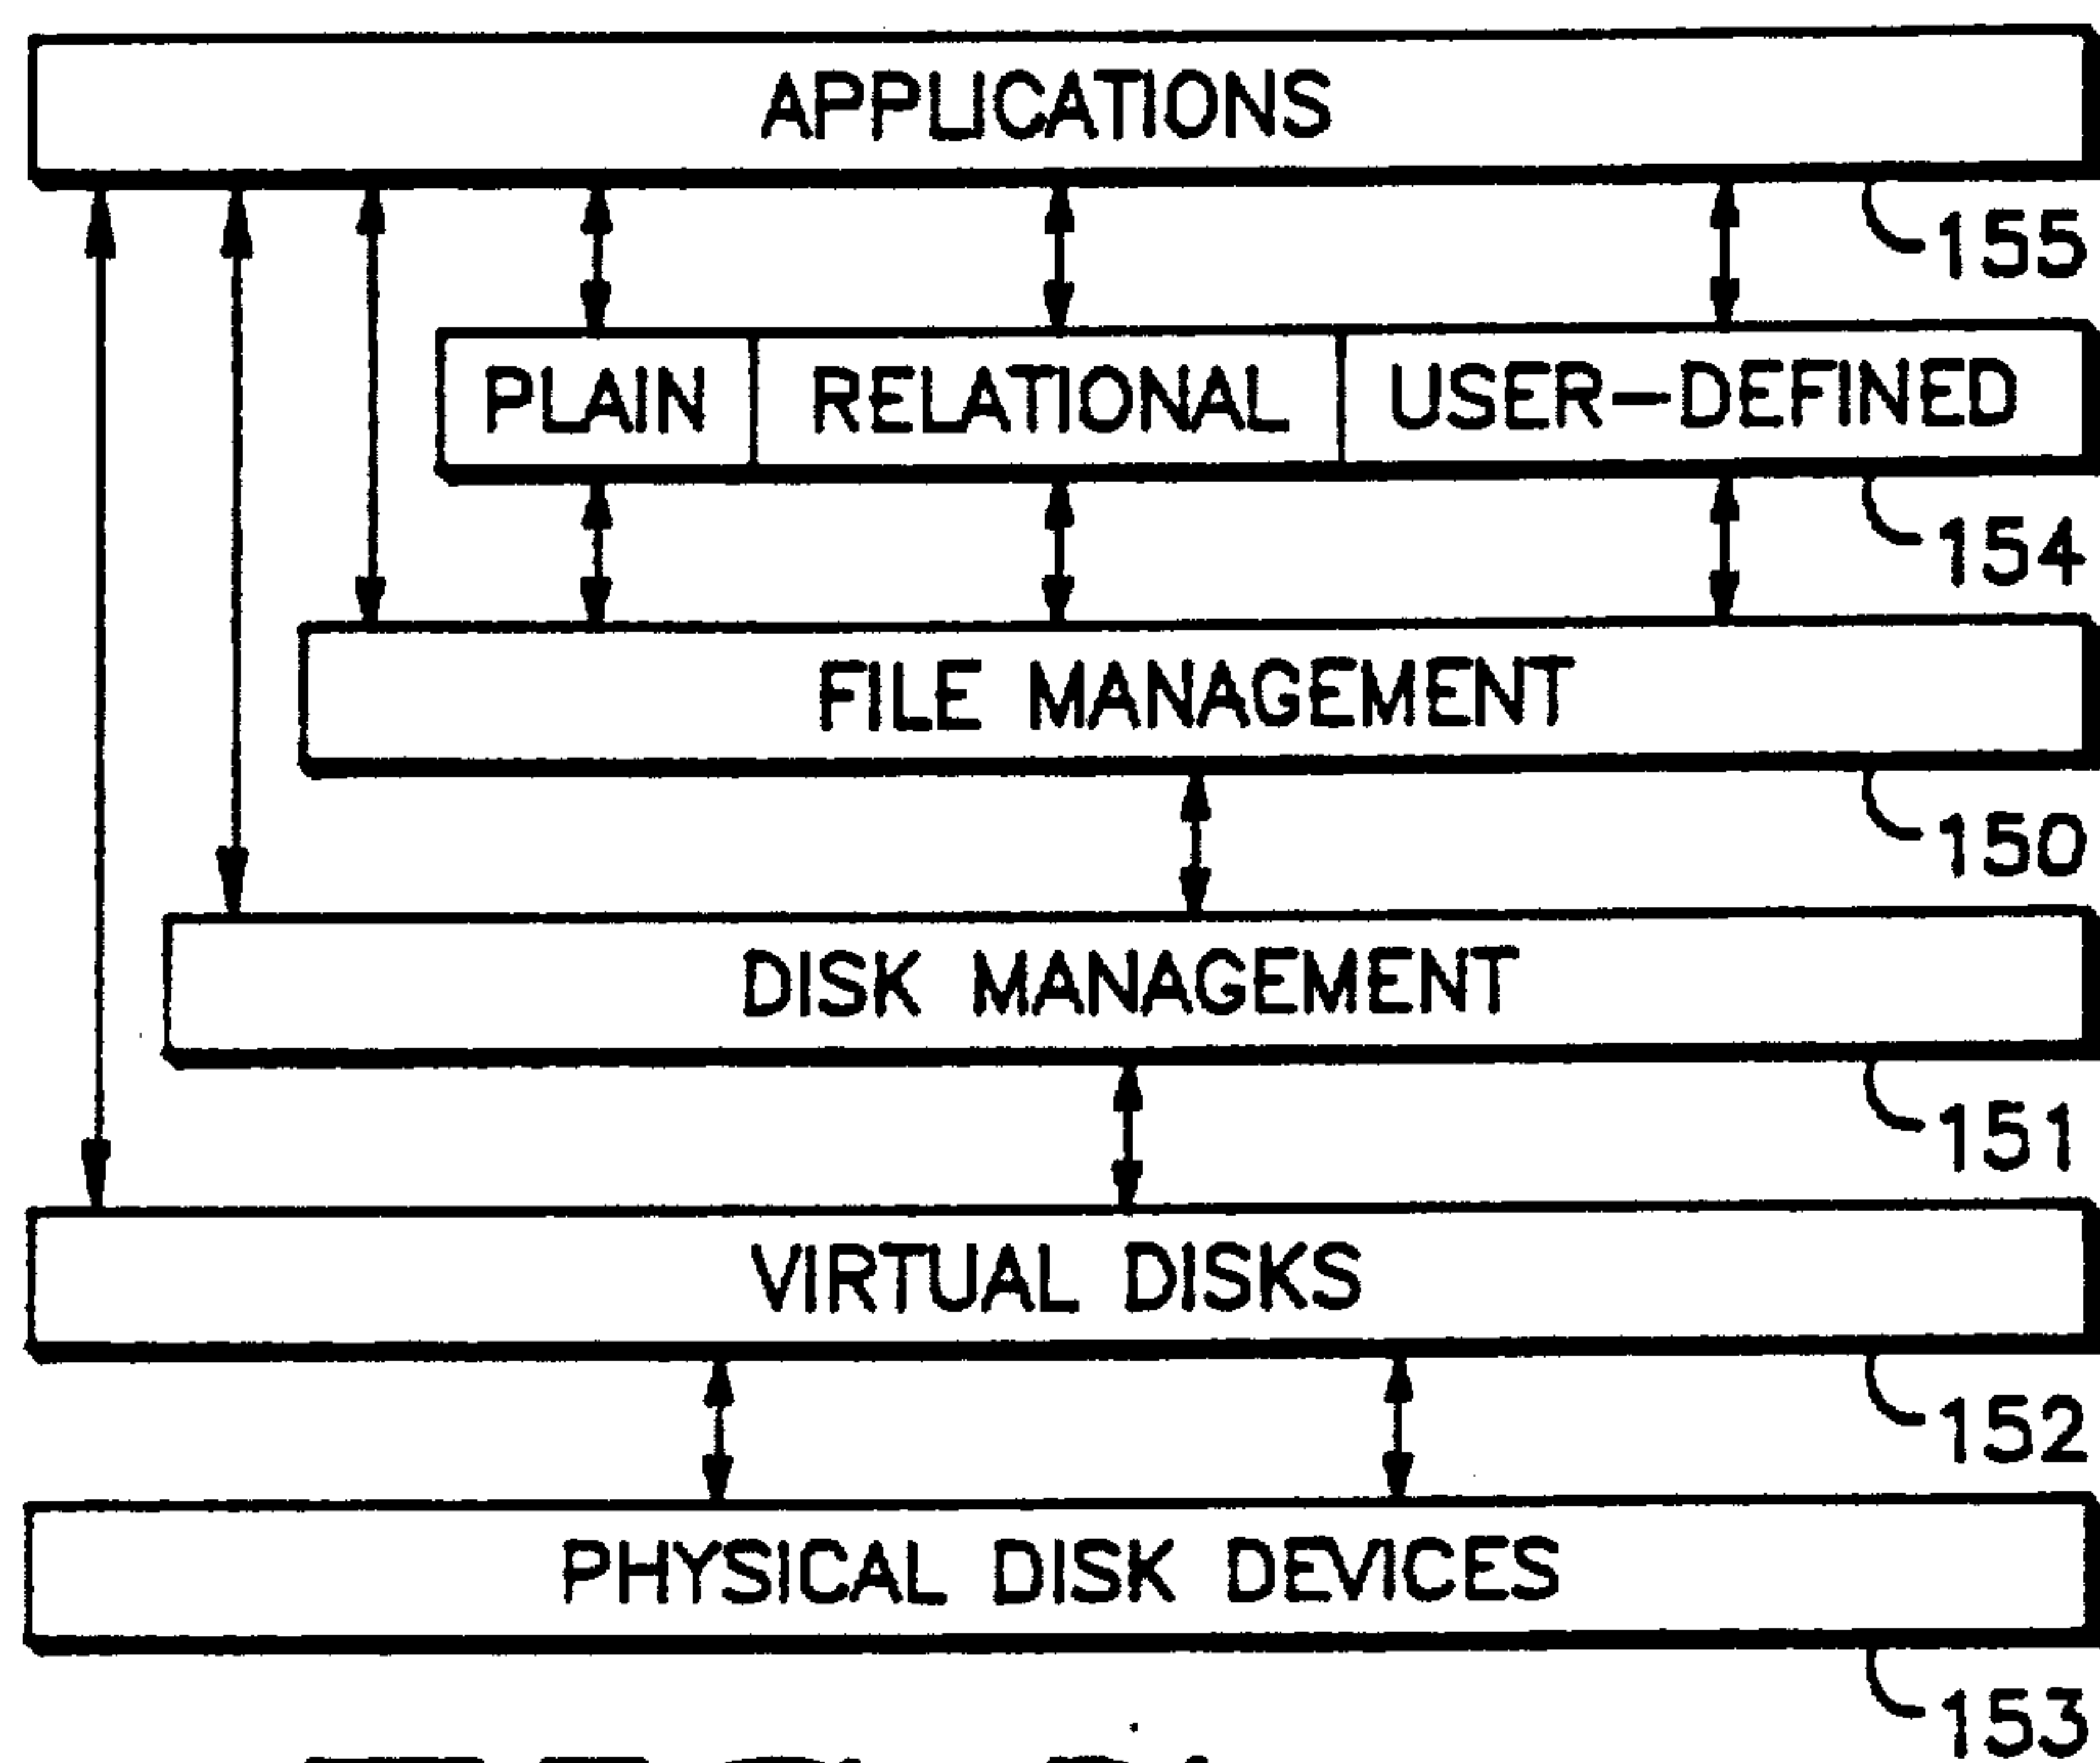 APPLICATIONS
155
PLAIN RELATIONAL USER-DEFINED
154
FILE MANAGEMENT
150
DISK MANAGEMENT
151
VIRTUAL DISKS
152
PHYSICAL DISK DEVICES
153